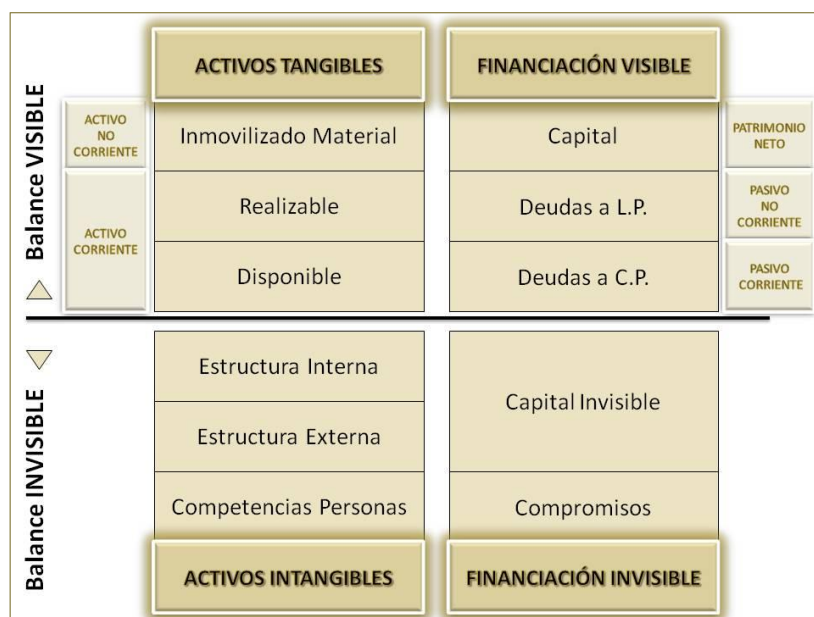 Balance VISIBLE
ACTIVOS TANGIBLES
FINANCIACIÓN VISIBLE
ACTIVO
NO
CORRIENTE
Inmovilizado Material
Capital
PATRIMONIO
NETO
ACTIVO
CORRIENTE
Realizable
Deudas a L.P.
PASIVO
NO
CORRIENTE
Disponible
Deudas a C.P.
PASIVO
CORRIENTE
Balance INVISIBLE
Estructura Interna
Capital Invisible
Estructura Externa
Competencias Personas
Compromisos
ACTIVOS INTANGIBLES
FINANCIACIÓN INVISIBLE